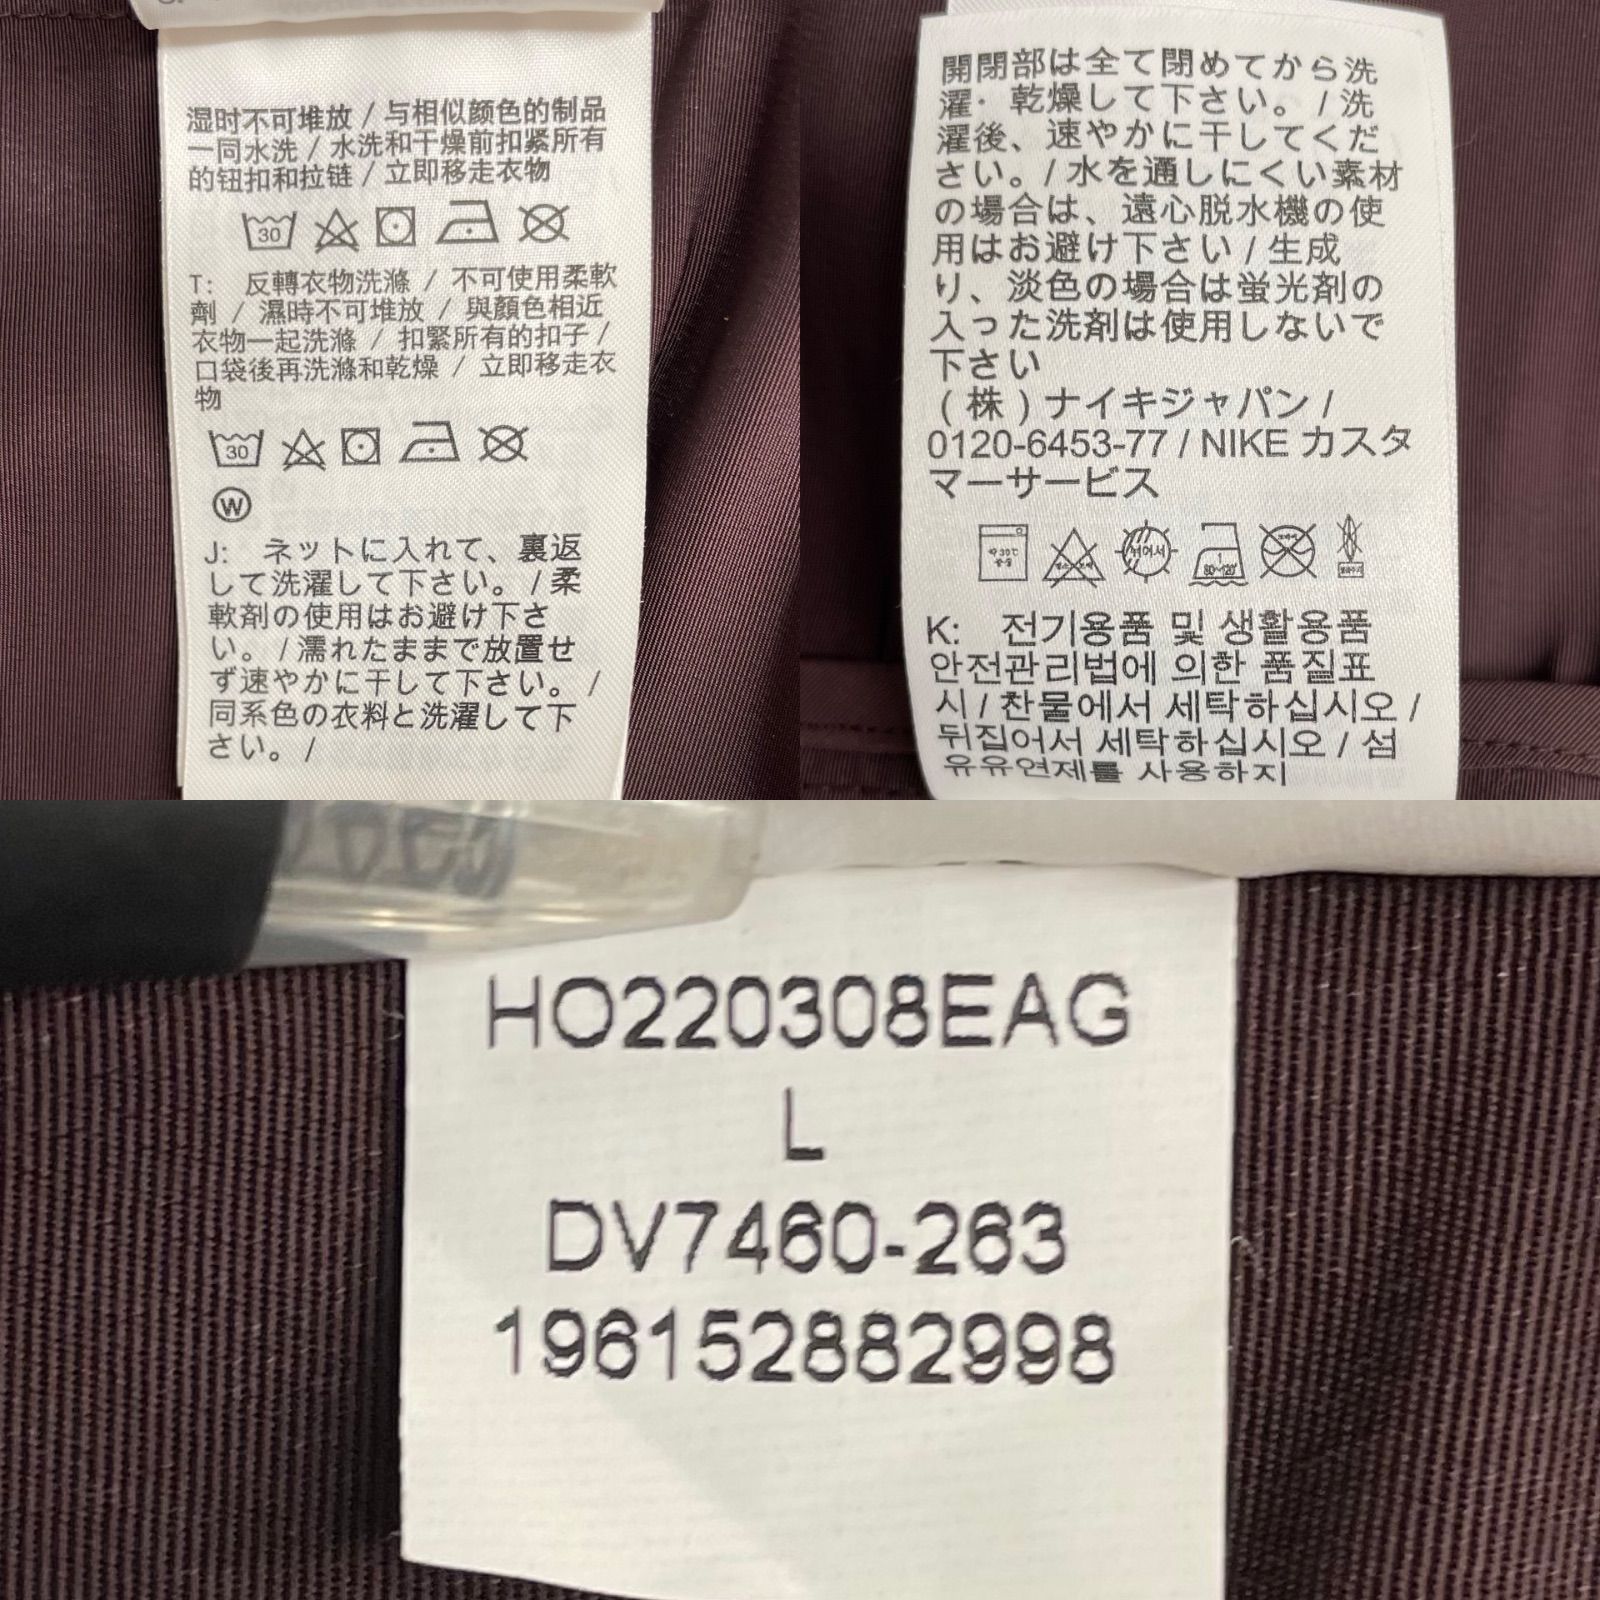 湿时不可堆放 / 与相似颜色的制品
一同水洗 / 水洗和干燥前扣紧所有
的钮扣和拉链 / 立即移走衣物
30
T: 反轉衣物洗滌 / 不可使用柔軟
劑 / 濕時不可堆放 / 與顏色相近
衣物一起洗滌 / 扣緊所有的扣子 /
口袋後再洗滌和乾燥 / 立即移走衣
物
30
W
J: ネットに入れて、裏返
して洗濯して下さい。/ 柔
軟剤の使用はお避け下さ
い。/ 濡れたままで放置せ
ず速やかに干して下さい。 /
同系色の衣料と洗濯して下
さい。 /
開閉部は全て閉めてから洗
濯・乾燥して下さい。 / 洗
濯後、速やかに干してくだ
さい。/ 水を通しにくい素材
の場合は、遠心脱水機の使
用はお避け下さい / 生成
り、淡色の場合は蛍光剤の
入った洗剤は使用しないで
下さい
( 株 ) ナイキジャパン /
0120-6453-77 / NIKE カスタ
マーサービス
1
80~120
K: 전기용품 및 생활용품
안전관리법에 의한 품질표
시 / 찬물에서 세탁하십시오 /
뒤집어서 세탁하십시오 / 섬
유유연제를 사용하지
HO220308EAG
L
DV7460-263
196152882998